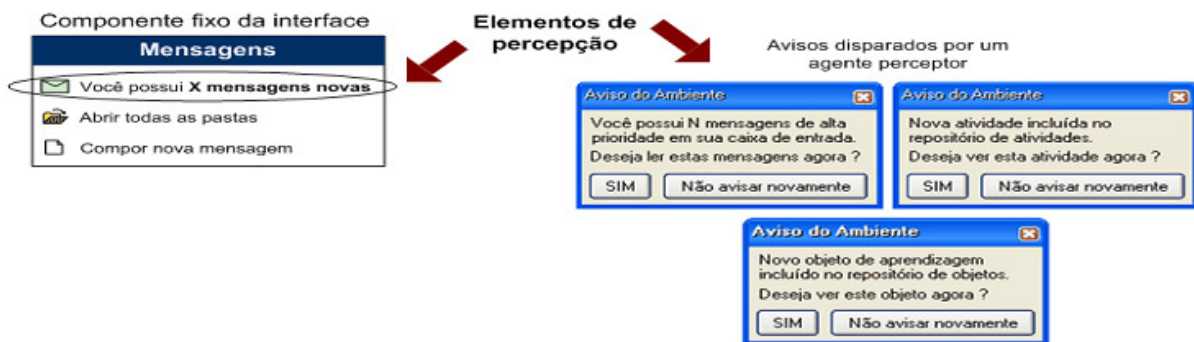 Componente fixo da interface
Mensagens
Você possui X mensagens novas
Abrir todas as pastas
Compor nova mensagem
Elementos de
percepção
Avisos disparados por um
agente perceptor
Aviso do Ambiente
Você possui N mensagens de alta
prioridade em sua caixa de entrada.
Deseja ler estas mensagens agora ?
SIM
Não avisar novamente
Aviso do Ambiente
Nova atividade incluída no
repositório de atividades.
Deseja ver esta atividade agora ?
SIM
Não avisar novamente
Aviso do Ambiente
Novo objeto de aprendizagem
incluído no repositório de objetos.
Deseja ver este objeto agora ?
SIM
Não avisar novamente